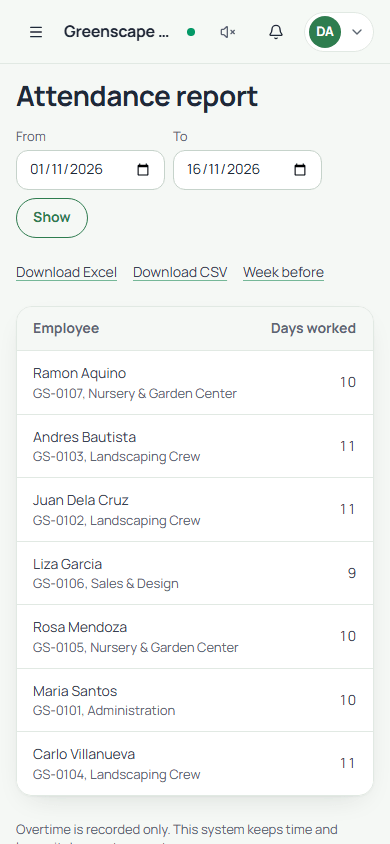 Greenscape ...
DA
Attendance report
From
To
01/11/2026
16/11/2026
Show
Download Excel
Download CSV
Week before
Employee
Days worked
Ramon Aquino
10
GS-0107, Nursery & Garden Center
Andres Bautista
11
GS-0103, Landscaping Crew
Juan Dela Cruz
11
GS-0102, Landscaping Crew
Liza Garcia
9
GS-0106, Sales & Design
Rosa Mendoza
10
GS-0105, Nursery & Garden Center
Maria Santos
10
GS-0101, Administration
Carlo Villanueva
11
GS-0104, Landscaping Crew
Overtime is recorded only. This system keeps time and